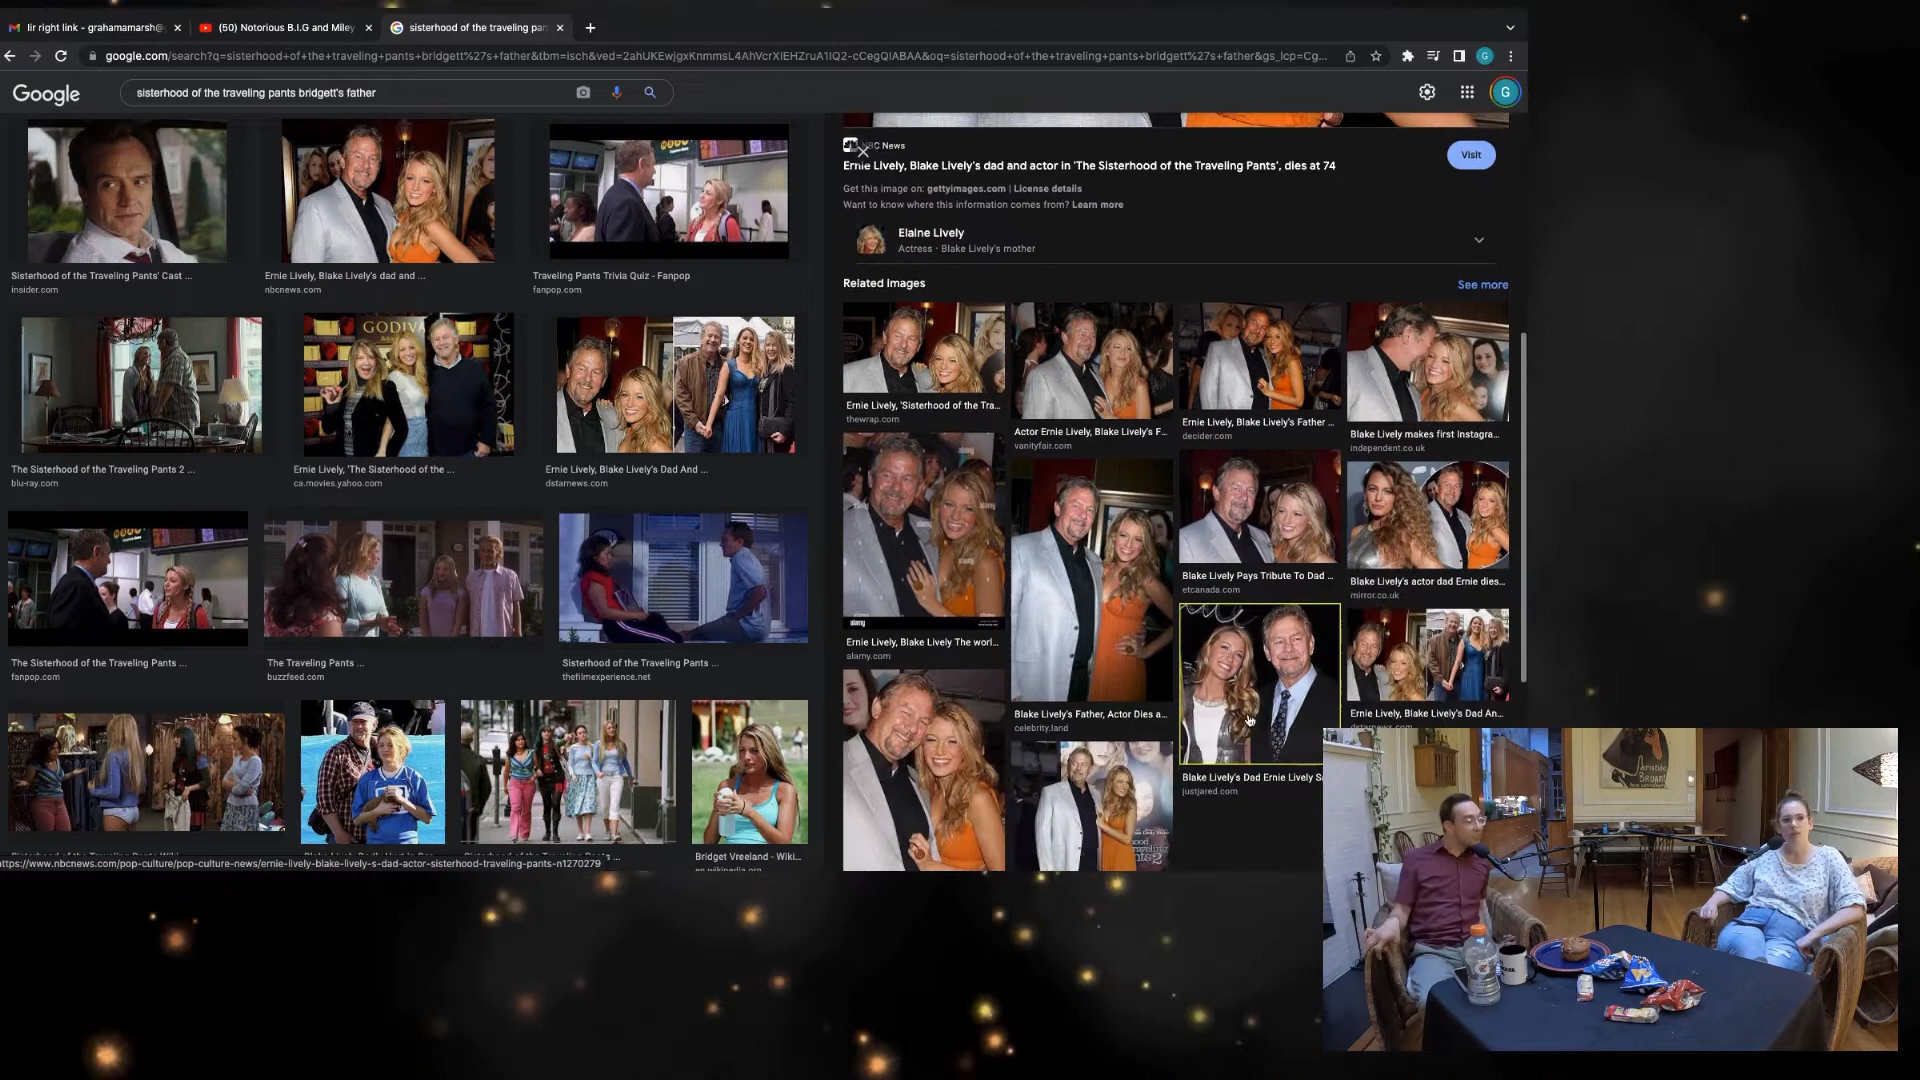 lir right link - grahamamarsh@
(50) Notorious B.I.G and Miley
sisterhood of the traveling pan
google.com/search?q=sisterhood+of+the+traveling+pants+bridgett%27s+father&tbm=isch&ved=2ahUKEwjgxKnmmsL4AhVcrXIEHZruA1IQ2-cCegQIABAA&oq=sisterhood+of+the+traveling+pants+bridgett%27s+father&gs_lcp=Cg...
G
Google
sisterhood of the traveling pants bridgett's father
G
NBC News
Ernie Lively, Blake Lively's dad and actor in 'The Sisterhood of the Traveling Pants', dies at 74
Visit
Get this image on: gettyimages.com | License details
Want to know where this information comes from? Learn more
Elaine Lively
Actress · Blake Lively's mother
Related Images
See more
Sisterhood of the Traveling Pants' Cast ...
insider.com
Ernie Lively, Blake Lively's dad and ...
nbcnews.com
Traveling Pants Trivia Quiz - Fanpop
fanpop.com
GODIVA
The Sisterhood of the Traveling Pants 2 ...
blu-ray.com
Ernie Lively, 'The Sisterhood of the ...
ca.movies.yahoo.com
Ernie Lively, Blake Lively's Dad And ...
dstarnews.com
The Sisterhood of the Traveling Pants ...
fanpop.com
The Traveling Pants ...
buzzfeed.com
Sisterhood of the Traveling Pants ...
thefilmexperience.net
Bridget Vreeland - Wiki...
en.wikipedia.org
https://www.nbcnews.com/pop-culture/pop-culture-news/ernie-lively-blake-lively-s-dad-actor-sisterhood-traveling-pants-n1270279
Ernie Lively, 'Sisterhood of the Tra...
thewrap.com
Actor Ernie Lively, Blake Lively's F...
vanityfair.com
Ernie Lively, Blake Lively's Father ...
decider.com
Blake Lively makes first Instagra...
independent.co.uk
alamy
Ernie Lively, Blake Lively The worl...
alamy.com
Blake Lively's Father, Actor Dies a...
celebrity.land
Blake Lively Pays Tribute To Dad ...
etcanada.com
Blake Lively's actor dad Ernie dies...
mirror.co.uk
Blake Lively's Dad Ernie Lively Sa
justjared.com
Ernie Lively, Blake Lively's Dad An...
dstarnews.com
Aristide
BRUANT